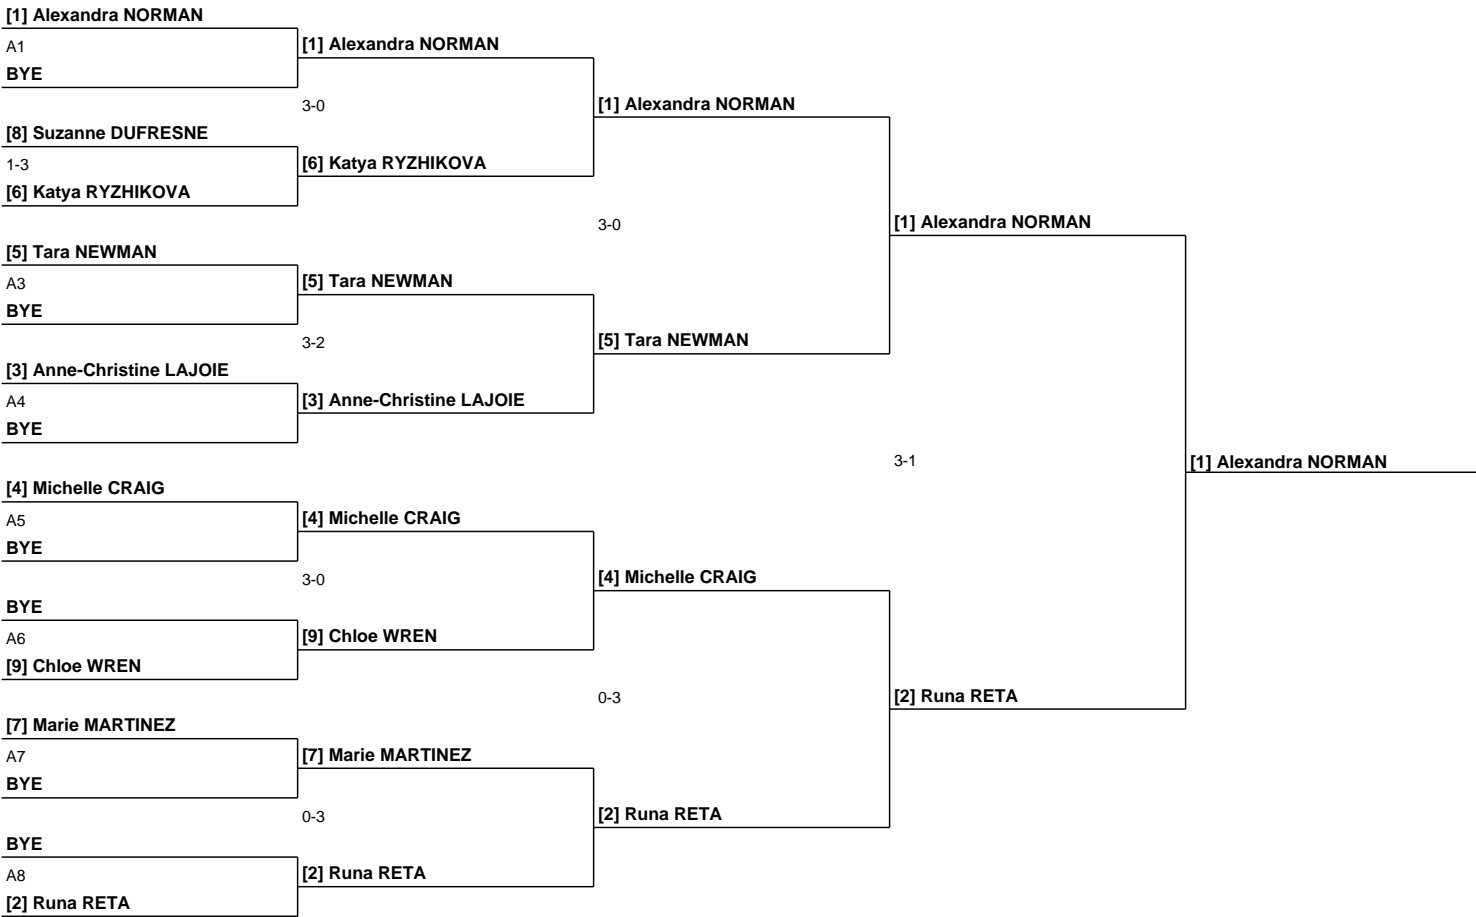 [1] Alexandra NORMAN
A1
BYE
[8] Suzanne DUFRESNE
1-3
[6] Katya RYZHIKOVA
[5] Tara NEWMAN
A3
BYE
[3] Anne-Christine LAJOIE
A4
BYE
[4] Michelle CRAIG
A5
BYE
BYE
A6
[9] Chloe WREN
[7] Marie MARTINEZ
A7
BYE
BYE
A8
[2] Runa RETA
[1] Alexandra NORMAN
3-0
[6] Katya RYZHIKOVA
[5] Tara NEWMAN
3-2
[3] Anne-Christine LAJOIE
[4] Michelle CRAIG
3-0
[9] Chloe WREN
[7] Marie MARTINEZ
0-3
[2] Runa RETA
[1] Alexandra NORMAN
3-0
[5] Tara NEWMAN
[4] Michelle CRAIG
0-3
[2] Runa RETA
[1] Alexandra NORMAN
3-1
[2] Runa RETA
[1] Alexandra NORMAN